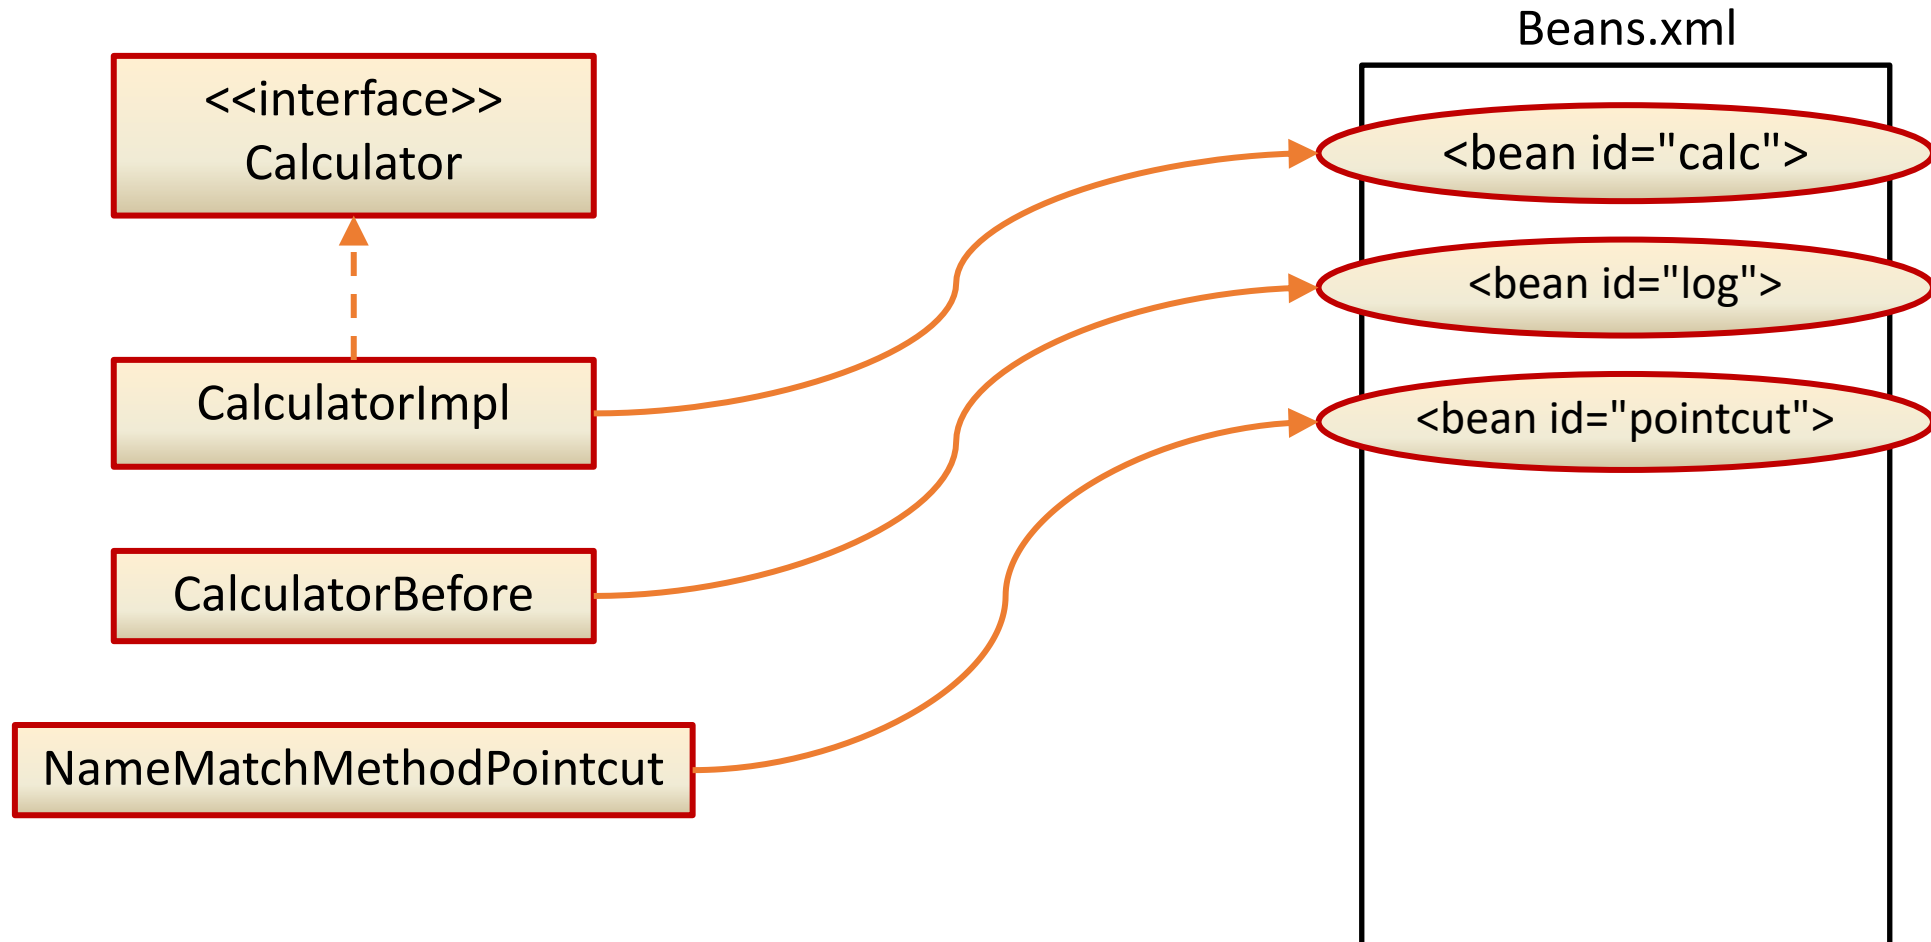 Beans.xml
<<interface>>
Calculator
<bean id="calc">
<bean id="log">
CalculatorImpl
<bean id="pointcut">
CalculatorBefore
NameMatchMethodPointcut